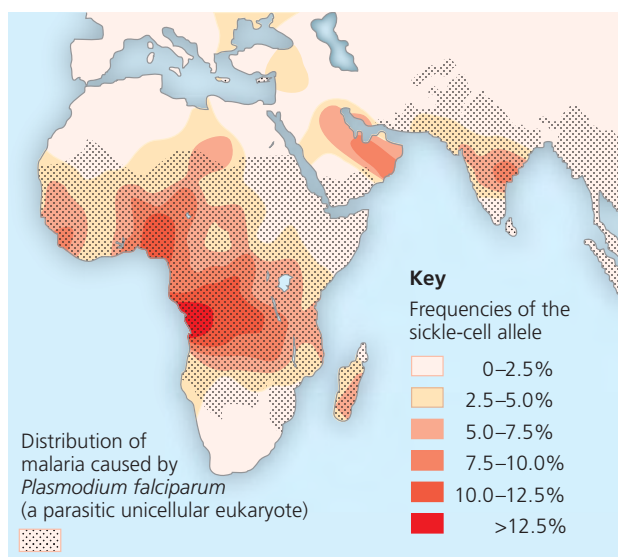 Key
Frequencies of the
sickle-cell allele
0–2.5%
2.5–5.0%
5.0–7.5%
7.5–10.0%
10.0–12.5%
>12.5%
Distribution of
malaria caused by
Plasmodium falciparum
(a parasitic unicellular eukaryote)